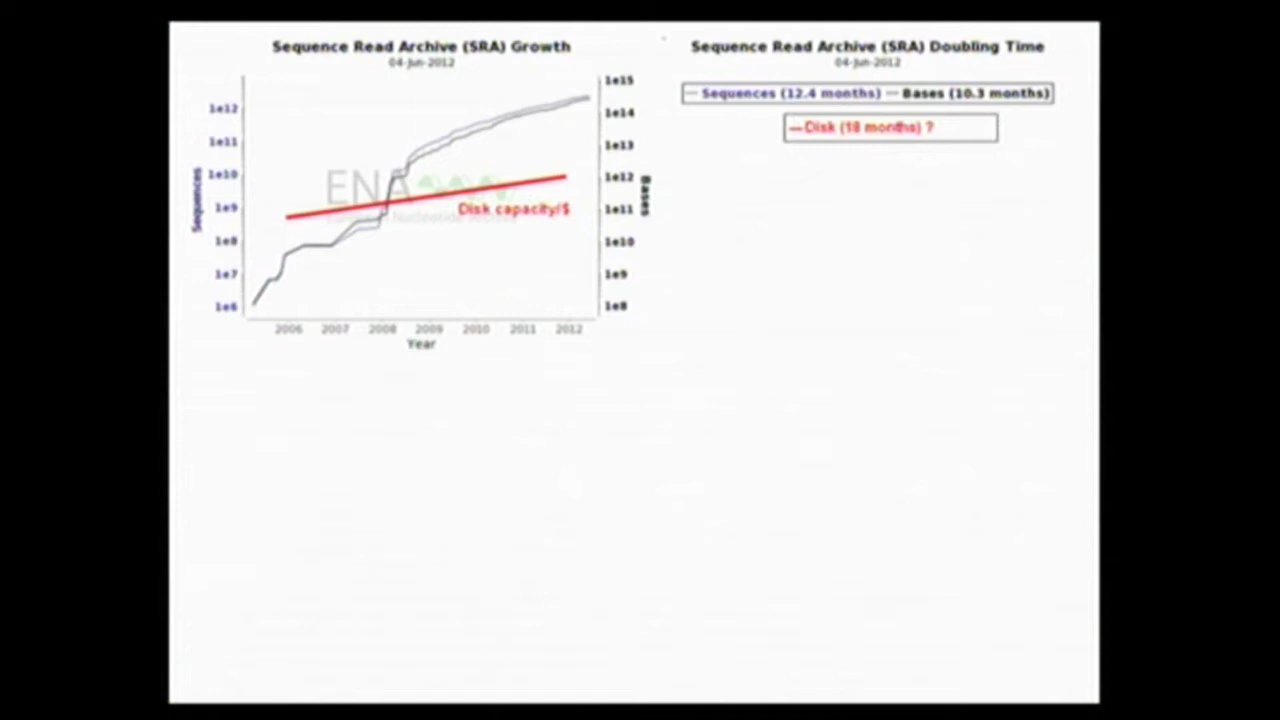 Sequence Read Archive (SRA) Growth
04-Jun-2012
1e15
1e12
1e14
1e11
1e13
1e10
1e12
1e9
1e11
1e8
1e10
1e7
1e9
1e6
1e8
Sequences
Bases
ENA
Nucleotide
Disk capacity/$
2006 2007 2008 2009 2010 2011 2012
Year
Sequence Read Archive (SRA) Doubling Time
04-Jun-2012
Sequences (12.4 months) Bases (10.3 months)
Disk (18 months) ?